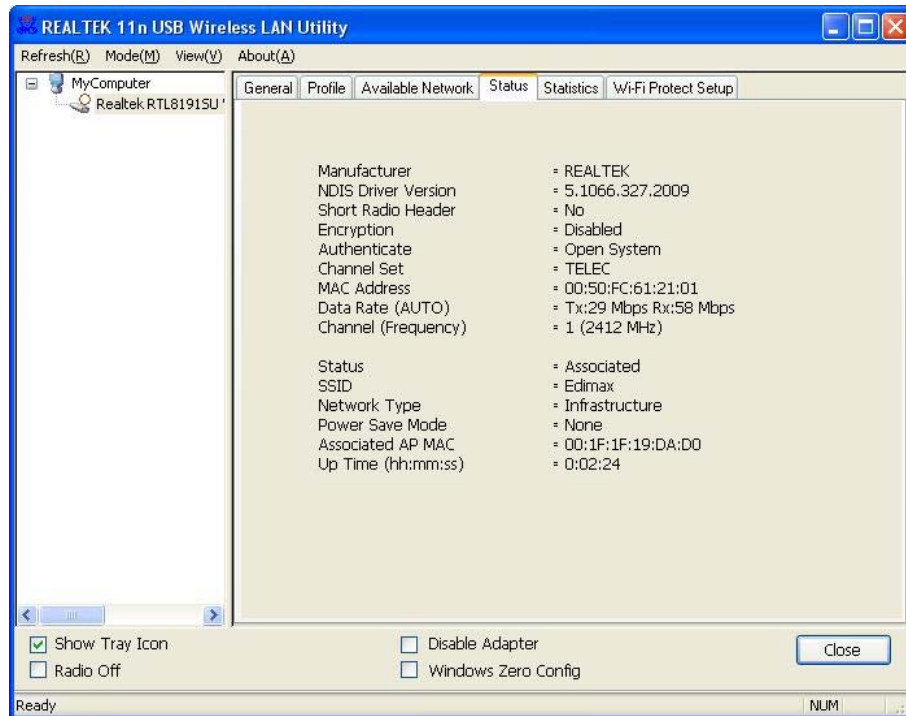 REALTEK 11n USB Wireless LAN Utility
Refresh(R) Mode(M) View(V) About(A)
MyComputer
Realtek RTL8191SU '
General Profile Available Network Status Statistics Wi-Fi Protect Setup
Manufacturer = REALTEK
NDIS Driver Version = 5.1066.327.2009
Short Radio Header = No
Encryption = Disabled
Authenticate = Open System
Channel Set = TELEC
MAC Address = 00:50:FC:61:21:01
Data Rate (AUTO) = Tx:29 Mbps Rx:58 Mbps
Channel (Frequency) = 1 (2412 MHz)
Status = Associated
SSID = Edimax
Network Type = Infrastructure
Power Save Mode = None
Associated AP MAC = 00:1F:1F:19:DA:D0
Up Time (hh:mm:ss) = 0:02:24
Show Tray Icon Disable Adapter
Radio Off Windows Zero Config
Close
Ready NUM